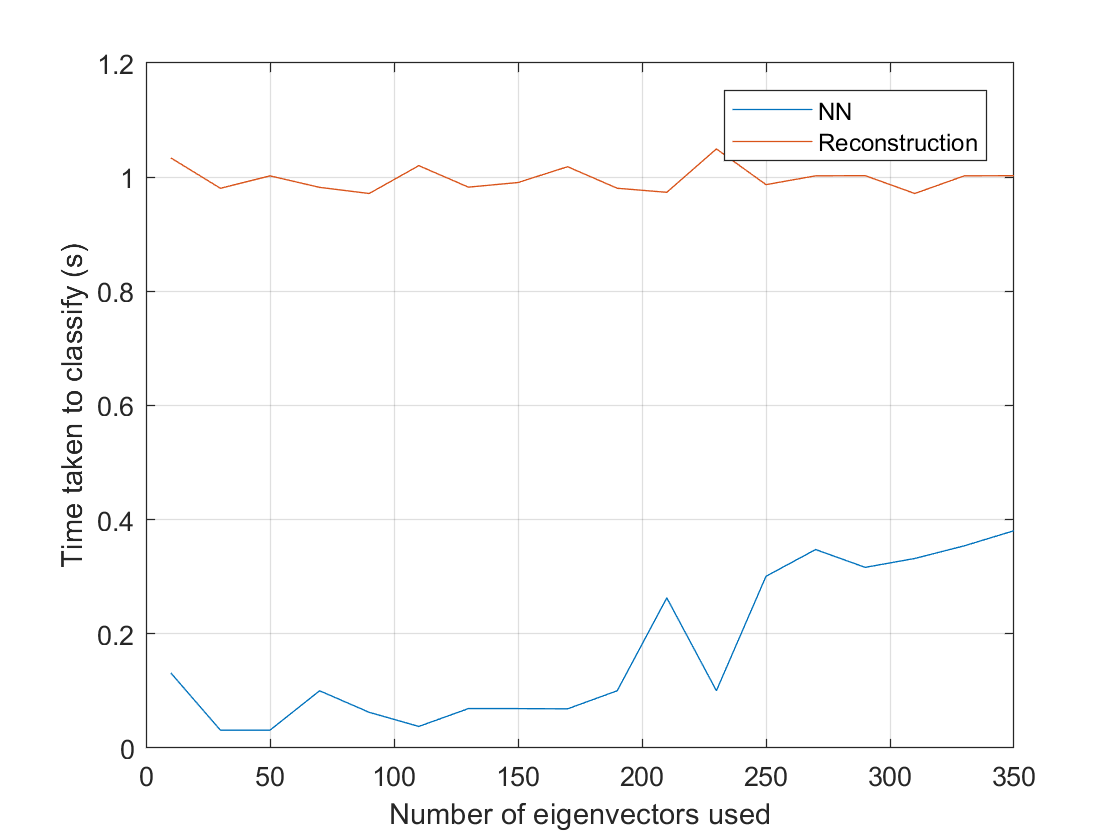 1.2
1
0.8
0.6
0.4
0.2
0
Time taken to classify (s)
NN
Reconstruction
0 50 100 150 200 250 300 350
Number of eigenvectors used